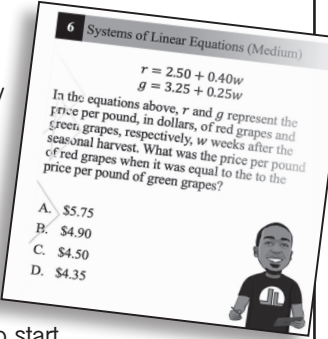 6 Systems of Linear Equations (Medium)
r = 2.50 + 0.40w
g = 3.25 + 0.25w
In the equations above, r and g represent the
price per pound, in dollars, of red grapes and
green grapes, respectively, w weeks after the
seasonal harvest. What was the price per pound
of red grapes when it was equal to the to the
price per pound of green grapes?
A. $5.75
B. $4.90
C. $4.50
D. $4.35
o start